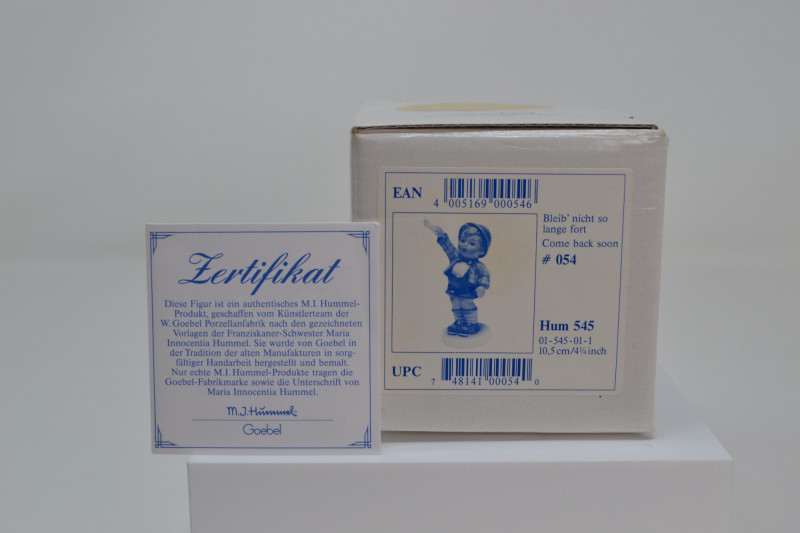 Zertifikat
Diese Figur ist ein authentisches M.I. Hummel-
Produkt, geschaffen vom Künstlerteam der
W. Goebel Porzellanfabrik nach den gezeichneten
Vorlagen der Franziskaner-Schwester Maria
Innocentia Hummel. Sie wurde von Goebel in
der Tradition der alten Manufakturen in sorg-
fältiger Handarbeit hergestellt und bemalt.
Nur echte M.I. Hummel-Produkte tragen die
Goebel-Fabrikmarke sowie die Unterschrift von
Maria Innocentia Hummel.
M.J. Hummel
Goebel
EAN
4 005169 000546
Bleib' nicht so
lange fort
Come back soon
# 054
Hum 545
01-545-01-1
10,5 cm/4¼ inch
UPC
7 48141 00054 0